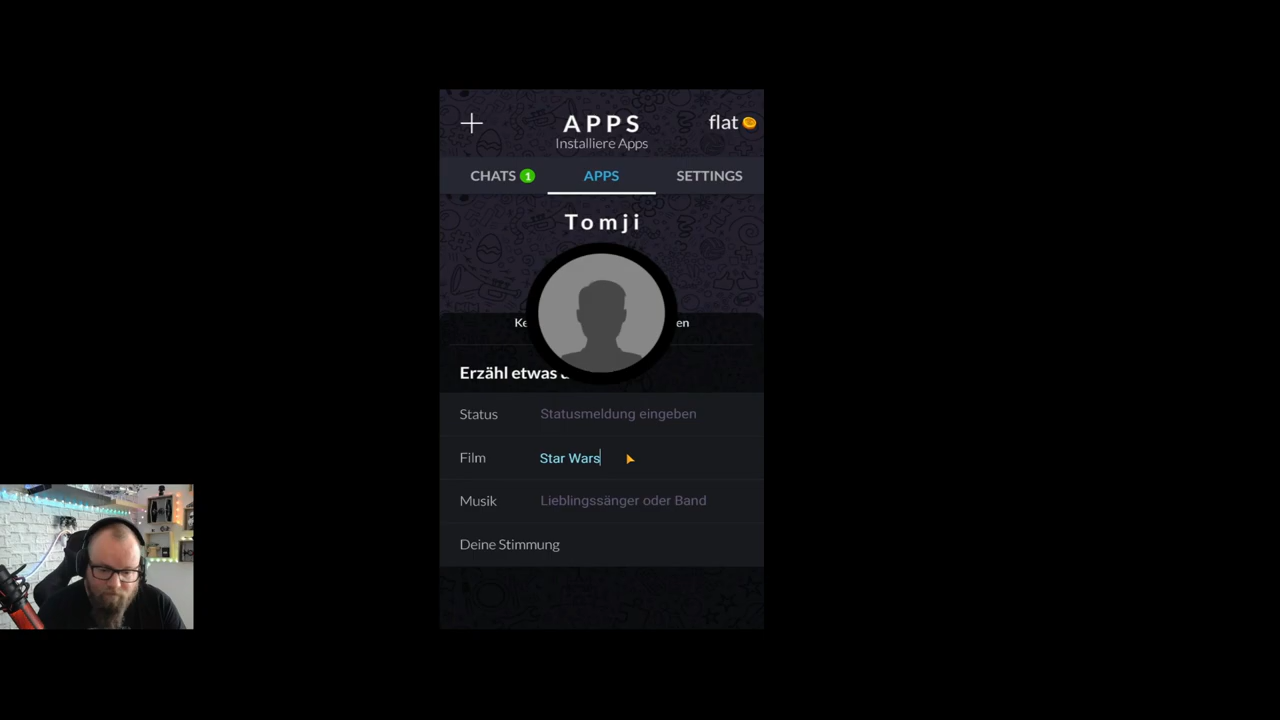 APPS
flat
Installiere Apps
CHATS 1
APPS
SETTINGS
Tomji
Ke
en
Erzähl etwas
Status
Statusmeldung eingeben
Film
Star Wars
Musik
Lieblingssänger oder Band
Deine Stimmung